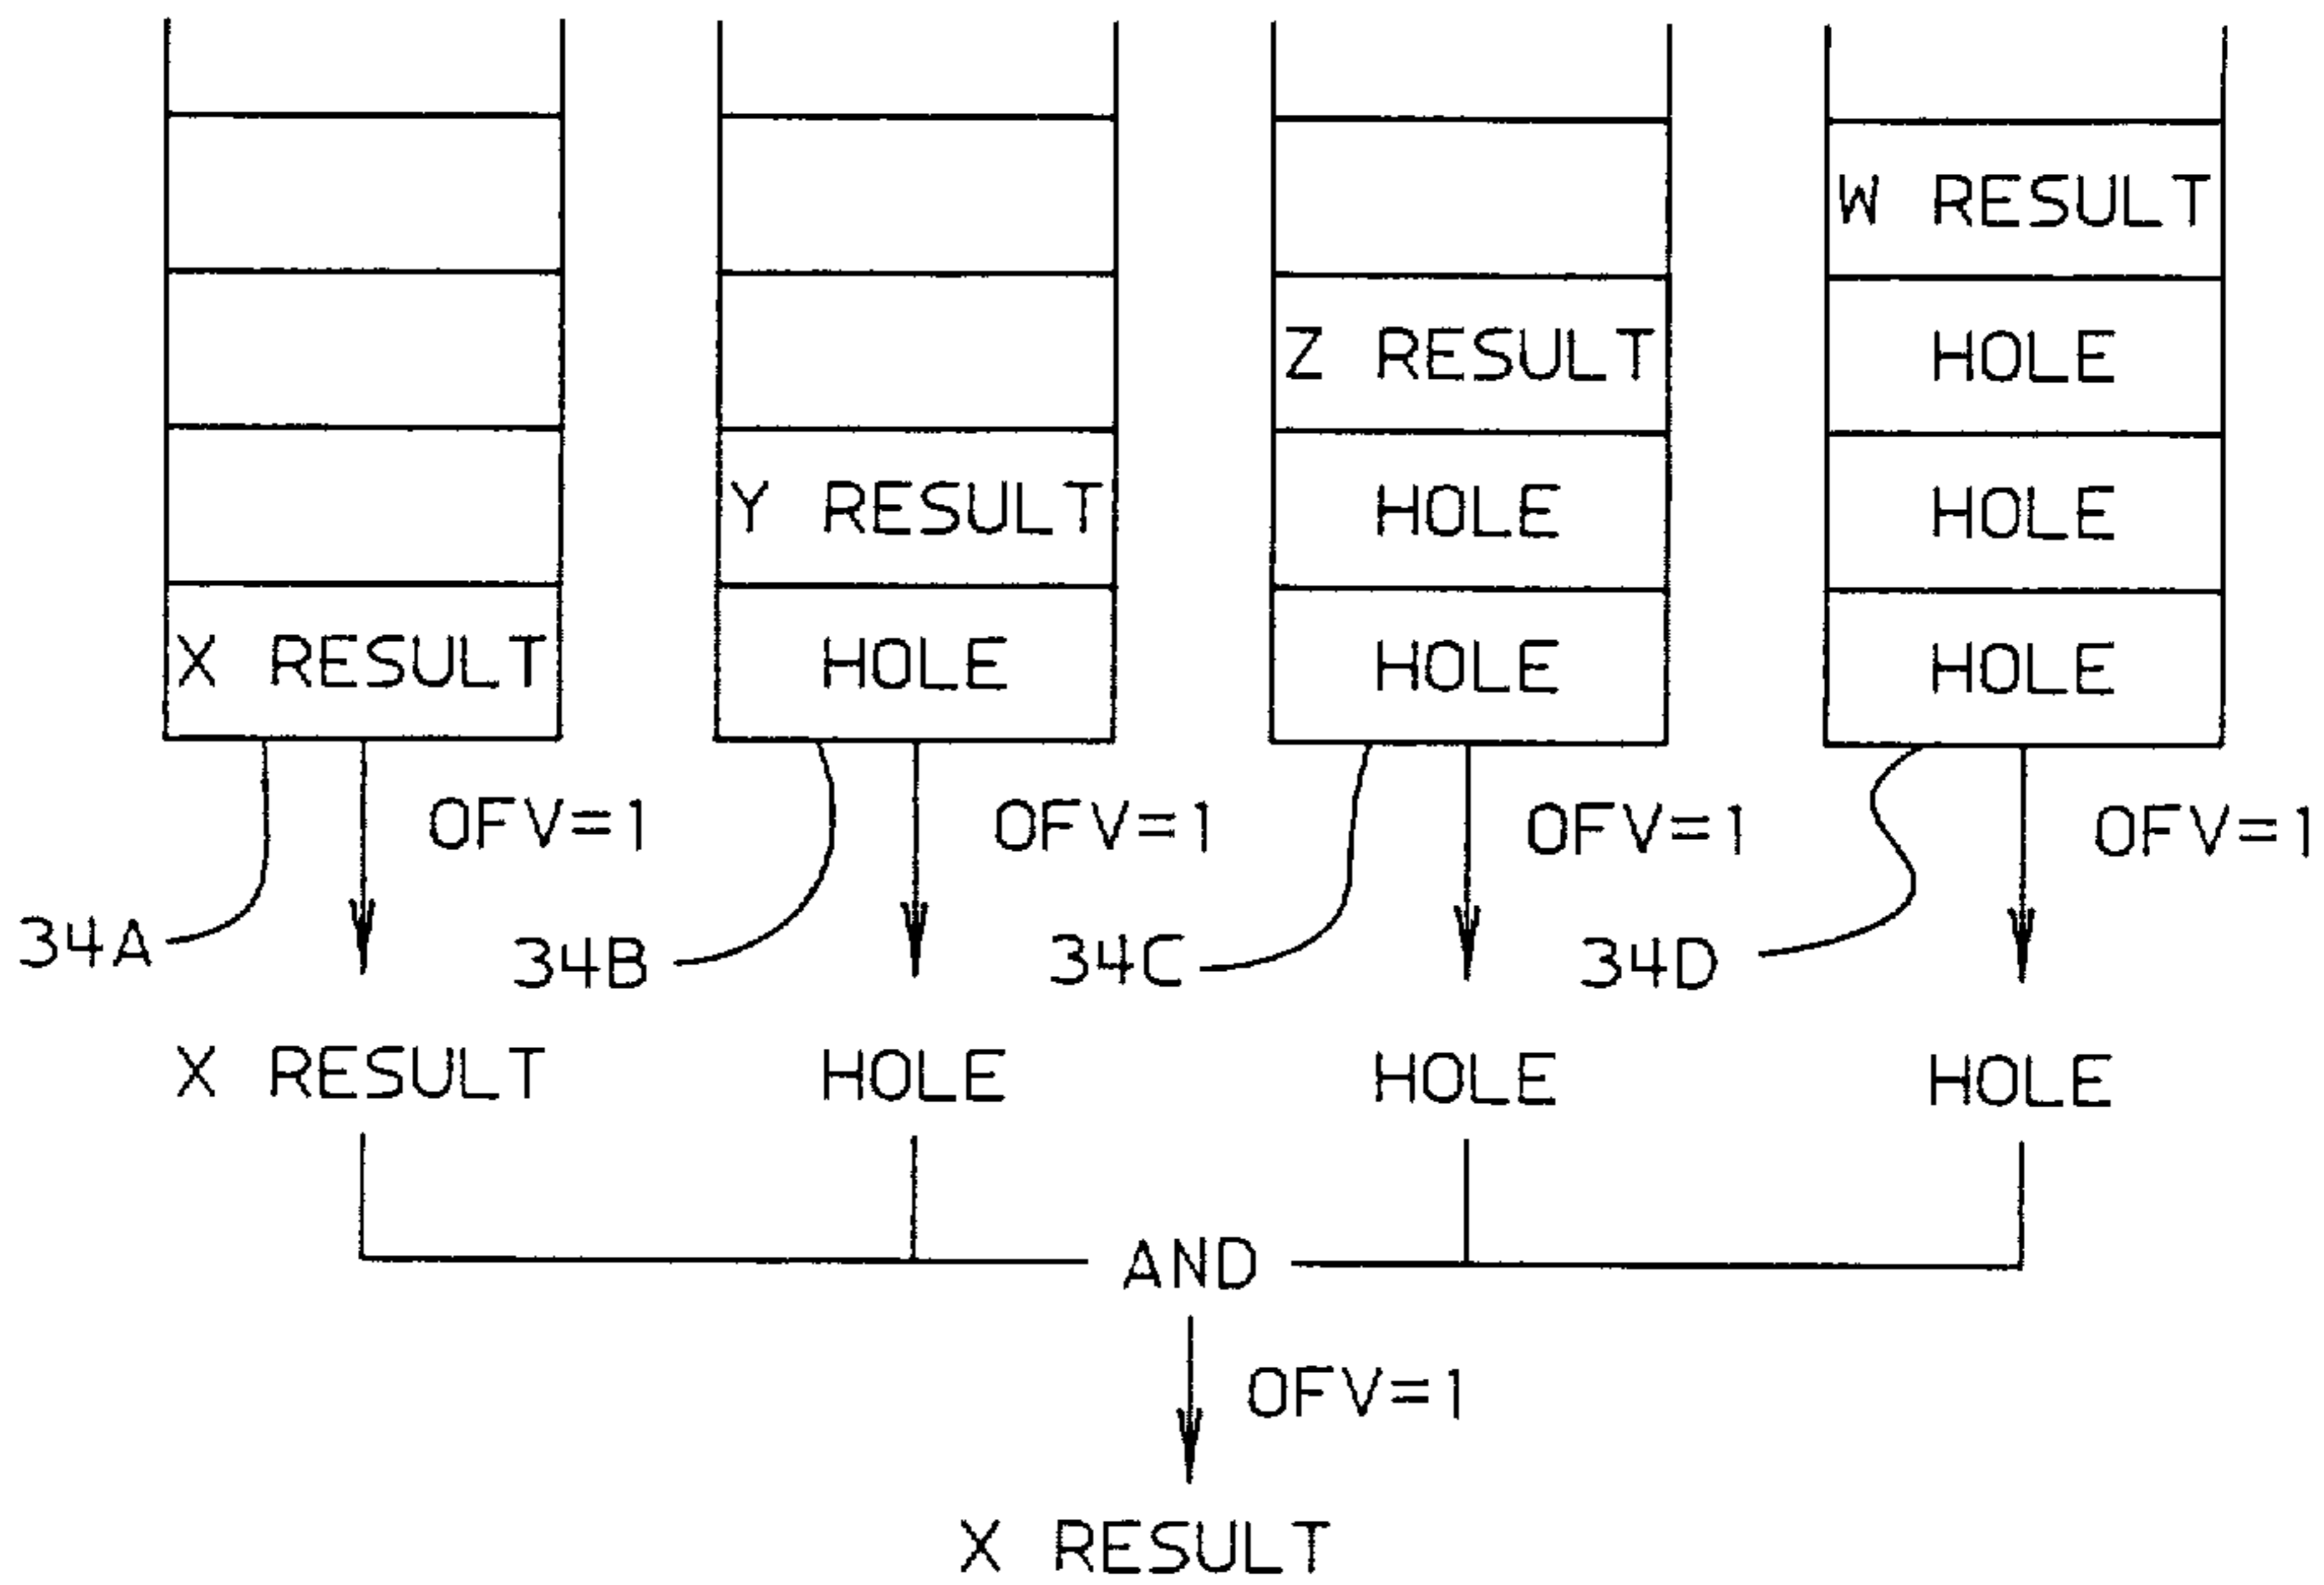 W RESULT
Z RESULT HOLE
Y RESULT HOLE HOLE
X RESULT HOLE HOLE HOLE
OFV=1 OFV=1 OFV=1 OFV=1
34A 34B 34C 34D
X RESULT HOLE HOLE HOLE
AND
OFV=1
X RESULT